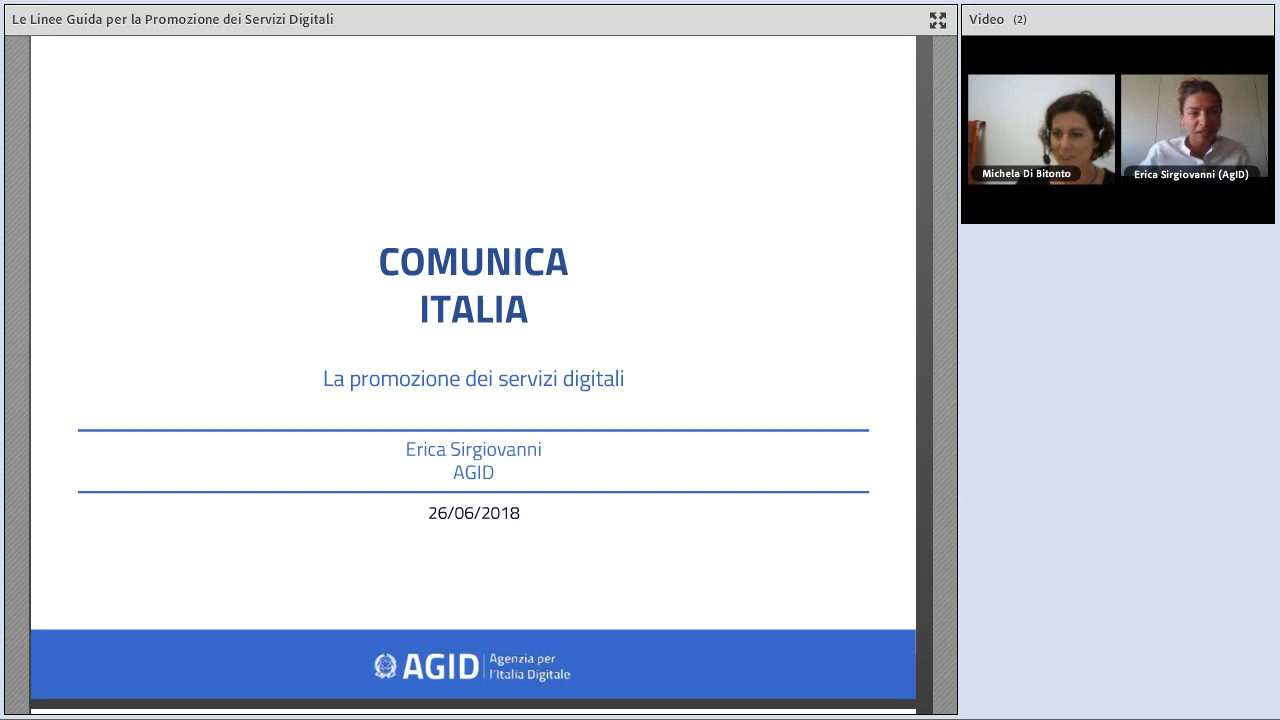 Le Linee Guida per la Promozione dei Servizi Digitali
Video (2)
Michela Di Bitonto
Erica Sirgiovanni (AgID)
COMUNICA
ITALIA
La promozione dei servizi digitali
Erica Sirgiovanni
AGID
26/06/2018
AGID
Agenzia per
l'Italia Digitale